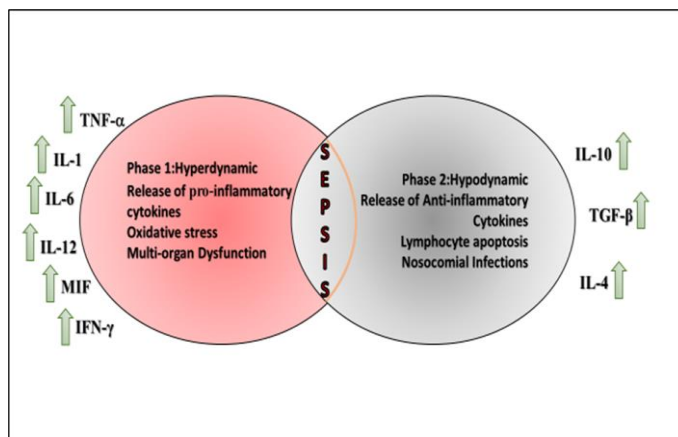 TNF-α
IL-1
IL-6
IL-12
MIF
IFN-γ
Phase 1:Hyperdynamic
Release of pro-inflammatory
cytokines
Oxidative stress
Multi-organ Dysfunction
S
E
P
S
I
S
Phase 2:Hypodynamic
Release of Anti-inflammatory
Cytokines
Lymphocyte apoptosis
Nosocomial Infections
IL-10
TGF-β
IL-4